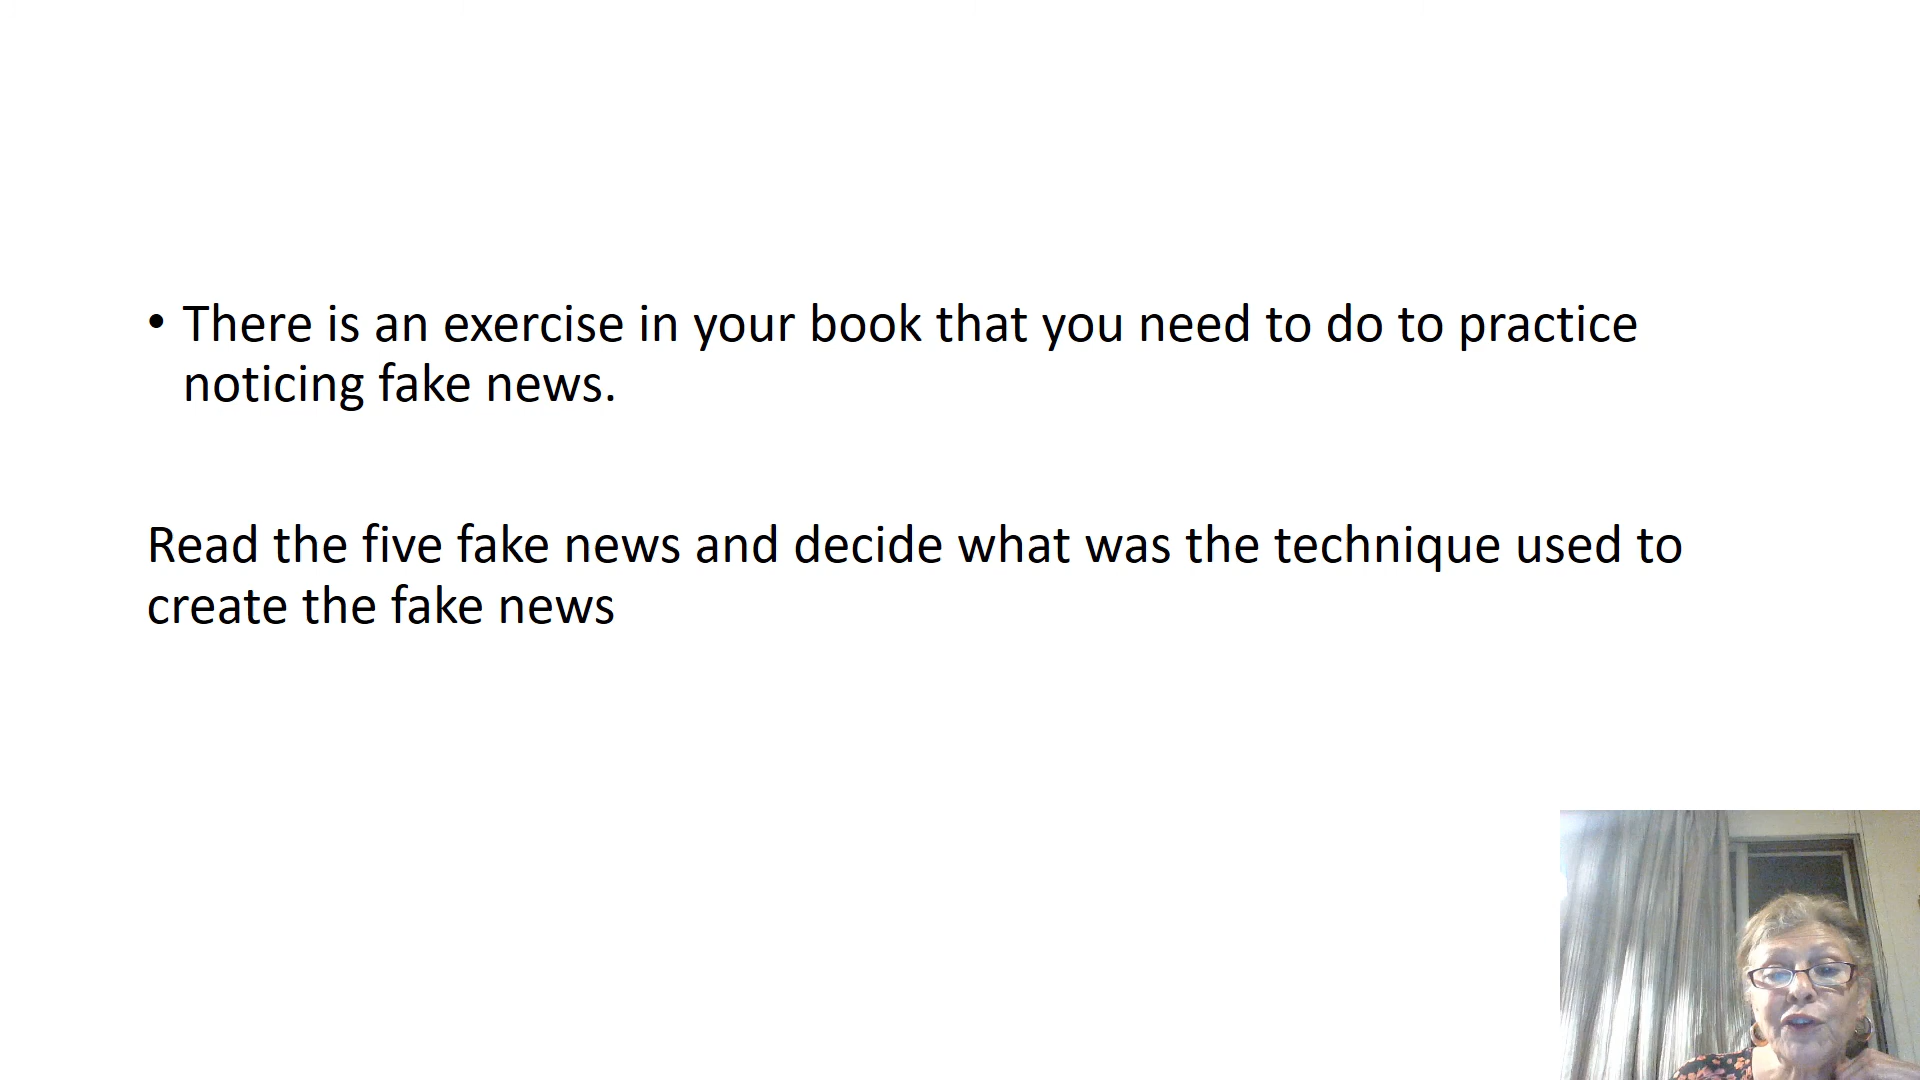 • There is an exercise in your book that you need to do to practice
noticing fake news.
Read the five fake news and decide what was the technique used to
create the fake news